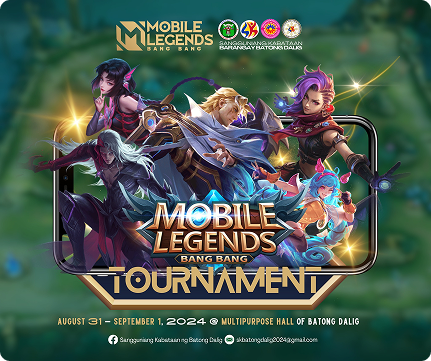 MOBILE
LEGENDS
BANG BANG
SANGGUNIANG KABATAAN
BARANGAY BATONG DALIG
MOBILE
LEGENDS
BANG BANG
TOURNAMENT
AUGUST 31 – SEPTEMBER 1, 2024 @ MULTIPURPOSE HALL OF BATONG DALIG
Sangguniang Kabataan ng Batong Dalig skbatongdalig2024@gmail.com